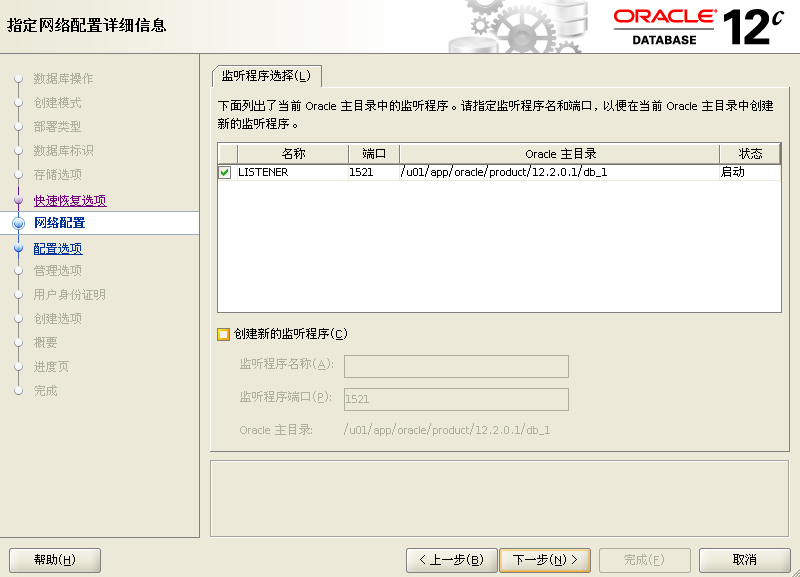 指定网络配置详细信息
ORACLE® DATABASE 12c
数据库操作
创建模式
部署类型
数据库标识
存储选项
快速恢复选项
网络配置
配置选项
管理选项
用户身份证明
创建选项
概要
进度页
完成
监听程序选择(L)
下面列出了当前 Oracle 主目录中的监听程序。请指定监听程序名和端口，以便在当前 Oracle 主目录中创建
新的监听程序。
名称 端口 Oracle 主目录 状态
LISTENER 1521 /u01/app/oracle/product/12.2.0.1/db_1 启动
创建新的监听程序(C)
监听程序名称(A):
监听程序端口(P): 1521
Oracle 主目录: /u01/app/oracle/product/12.2.0.1/db_1
帮助(H) < 上一步(B) 下一步(N) > 完成(F) 取消